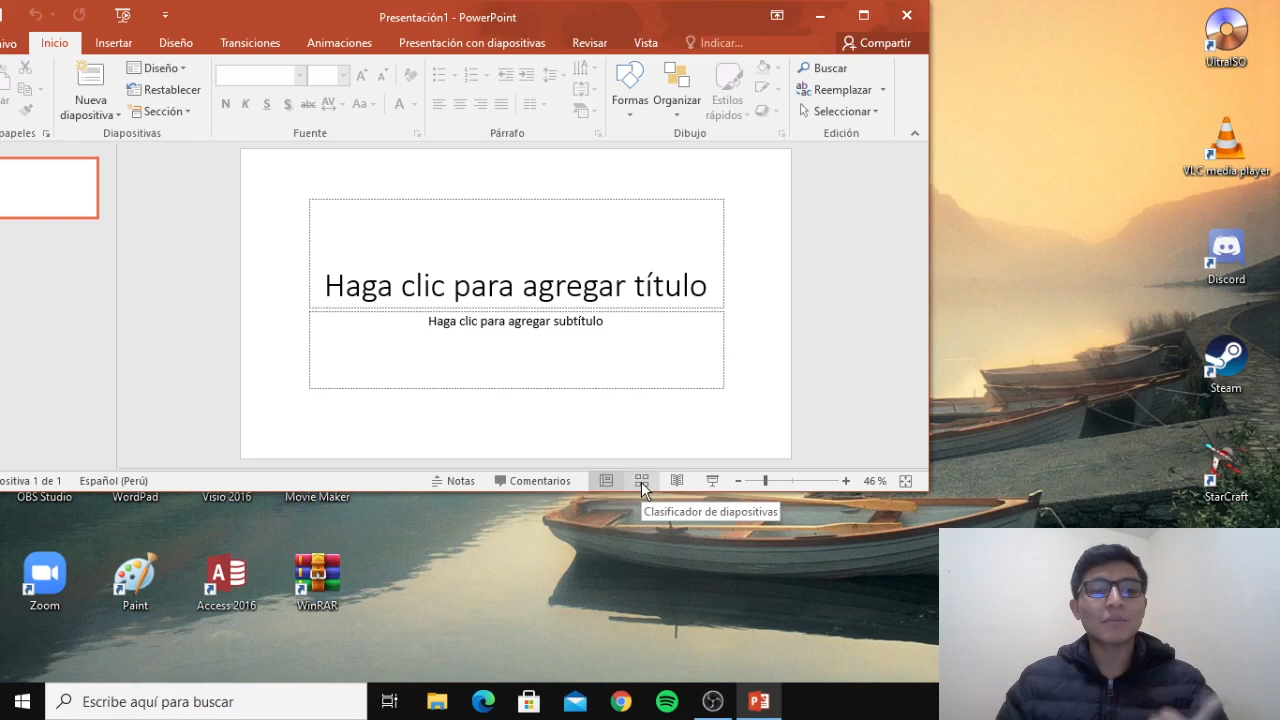 Presentación1 - PowerPoint
Inicio Insertar Diseño Transiciones Animaciones Presentación con diapositivas Revisar Vista Indicar... Compartir
Nueva diapositiva
Diseño
Restablecer
Sección
Diapositivas
N K S S abc AV Aa A
Fuente
Párrafo
Formas
Organizar
Estilos rápidos
Dibujo
Buscar
Reemplazar
Seleccionar
Edición
Haga clic para agregar título
Haga clic para agregar subtítulo
1 de 1 Español (Perú) Notas Comentarios 46 %
Clasificador de diapositivas
UltraISO
VLC media player
Discord
Steam
StarCraft
OBS Studio WordPad Visio 2016 Movie Maker
Zoom Paint Access 2016 WinRAR
Escribe aquí para buscar